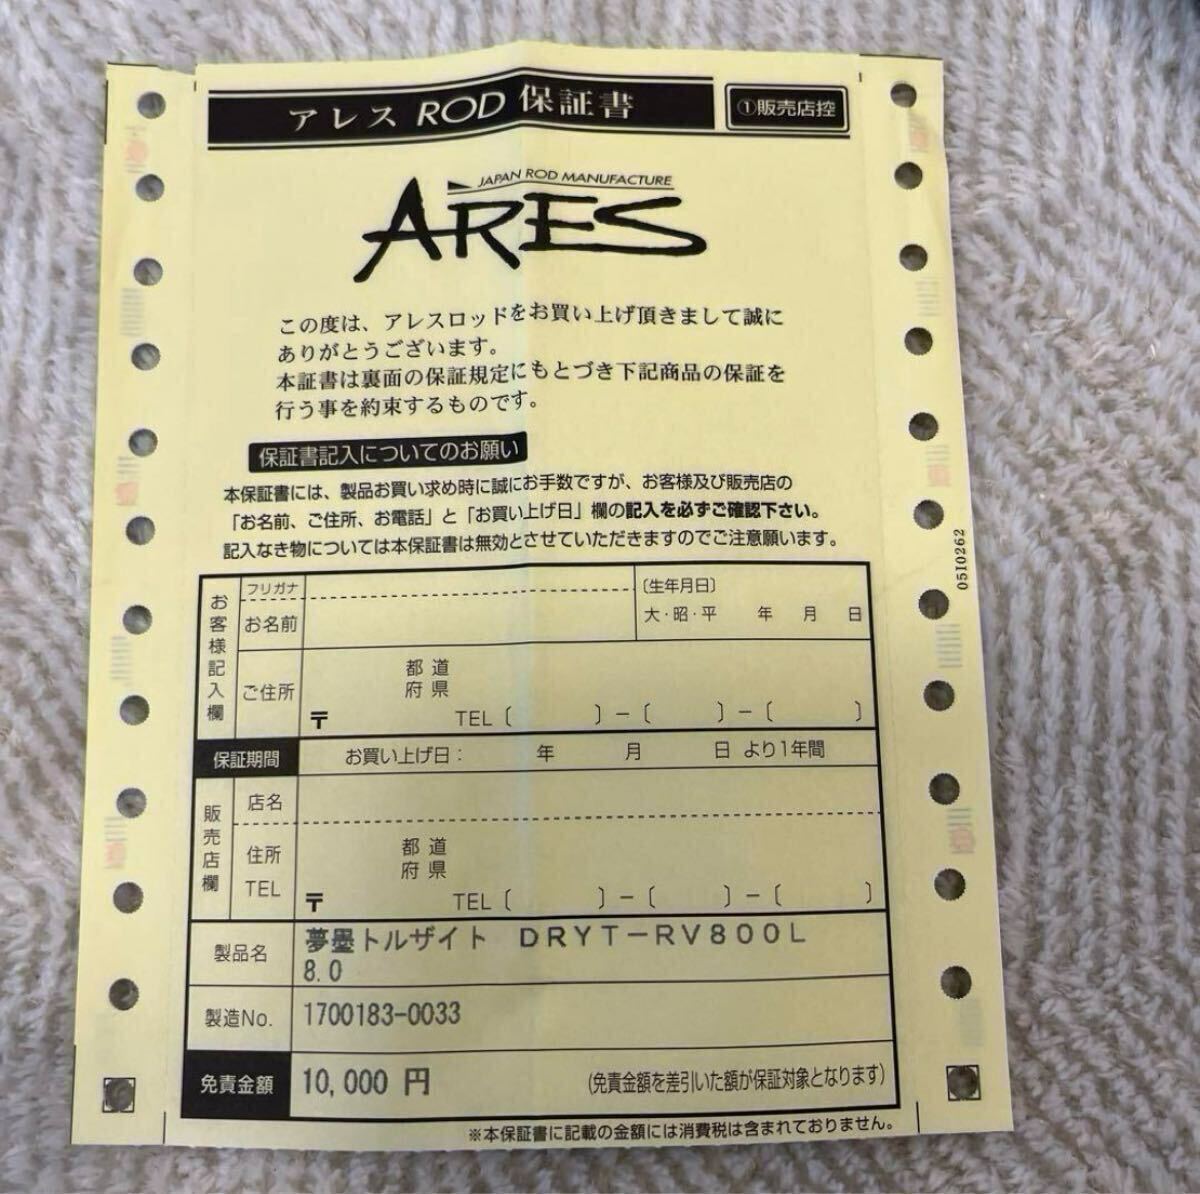 アレス ROD 保証書
①販売店控
JAPAN ROD MANUFACTURE
ARES
この度は、アレスロッドをお買い上げ頂きまして誠に
ありがとうございます。
本証書は裏面の保証規定にもとづき下記商品の保証を
行う事を約束するものです。
保証書記入についてのお願い
本保証書には、製品お買い求め時に誠にお手数ですが、お客様及び販売店の
「お名前、ご住所、お電話」と「お買い上げ日」欄の記入を必ずご確認下さい。
記入なき物については本保証書は無効とさせていただきますのでご注意願います。
05I0262
お客様記入欄
フリガナ
お名前
〔生年月日〕
大・昭・平 年 月 日
ご住所
都 道
府 県
〒 TEL〔 〕－〔 〕－〔 〕
保証期間
お買い上げ日： 年 月 日 より1年間
販売店欄
店名
住所
TEL
都 道
府 県
〒 TEL〔 〕－〔 〕－〔 〕
製品名
夢墨トルザイト ＤＲＹＴ－ＲＶ８００Ｌ
8.0
製造No.
1700183-0033
免責金額
10,000 円
(免責金額を差引いた額が保証対象となります)
※本保証書に記載の金額には消費税は含まれておりません。